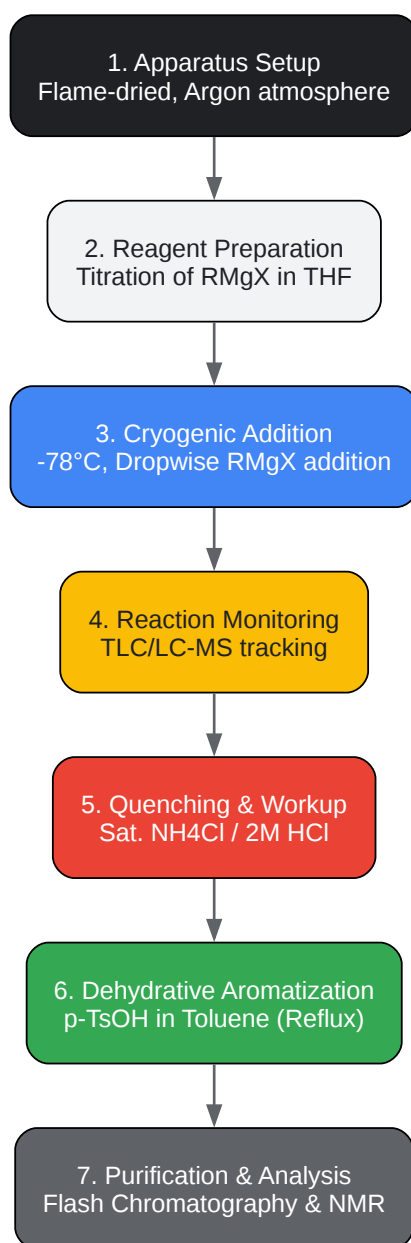 1. Apparatus Setup
Flame-dried, Argon atmosphere
2. Reagent Preparation
Titration of RMgX in THF
3. Cryogenic Addition
-78°C, Dropwise RMgX addition
4. Reaction Monitoring
TLC/LC-MS tracking
5. Quenching & Workup
Sat. NH4Cl / 2M HCl
6. Dehydrative Aromatization
p-TsOH in Toluene (Reflux)
7. Purification & Analysis
Flash Chromatography & NMR